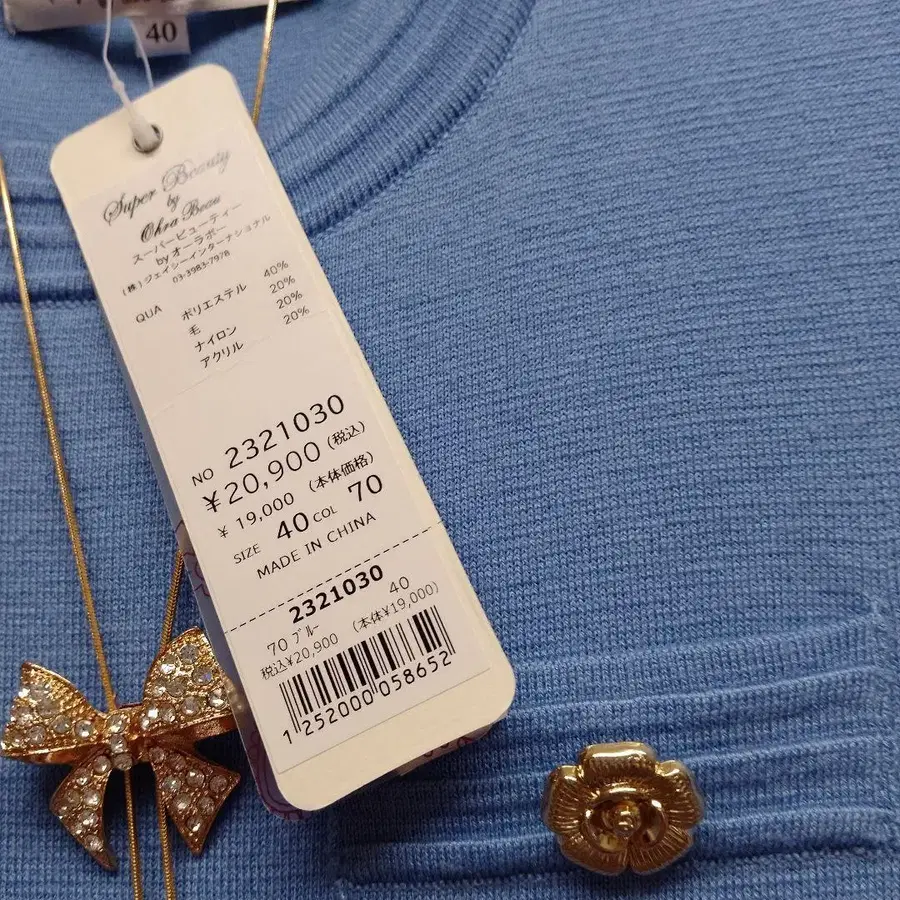 40
Super Beauty
by
Ohra Beau
スーパービューティー
byオーラボー
(株)ジェイシーインターナショナル
03-3983-7978
QUA ポリエステル 40%
毛 20%
ナイロン 20%
アクリル 20%
NO 2321030
¥20,900(税込)
¥ 19,000 (本体価格)
SIZE 40 COL 70
MADE IN CHINA
2321030
70 ブルー 40
税込¥20,900 (本体¥19,000)
1 252000 058652